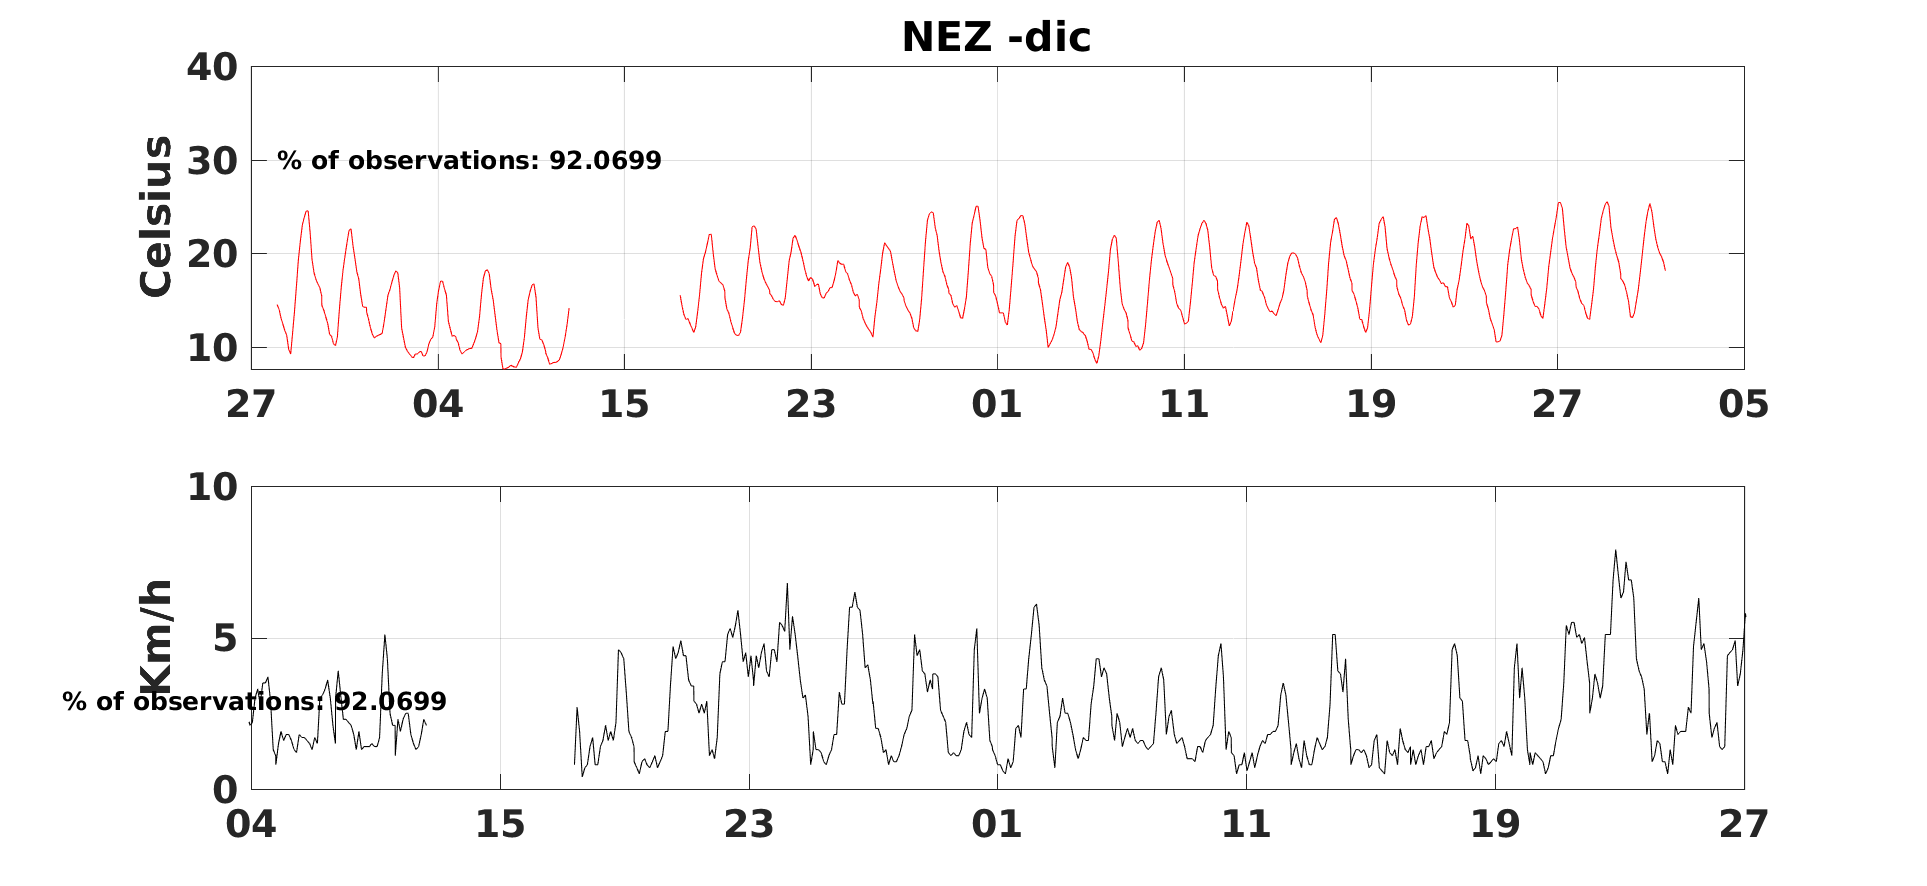 NEZ -dic
Celsius
40
30
20
10
% of observations: 92.0699
27 04 15 23 01 11 19 27 05
Km/h
10
5
0
% of observations: 92.0699
04 15 23 01 11 19 27